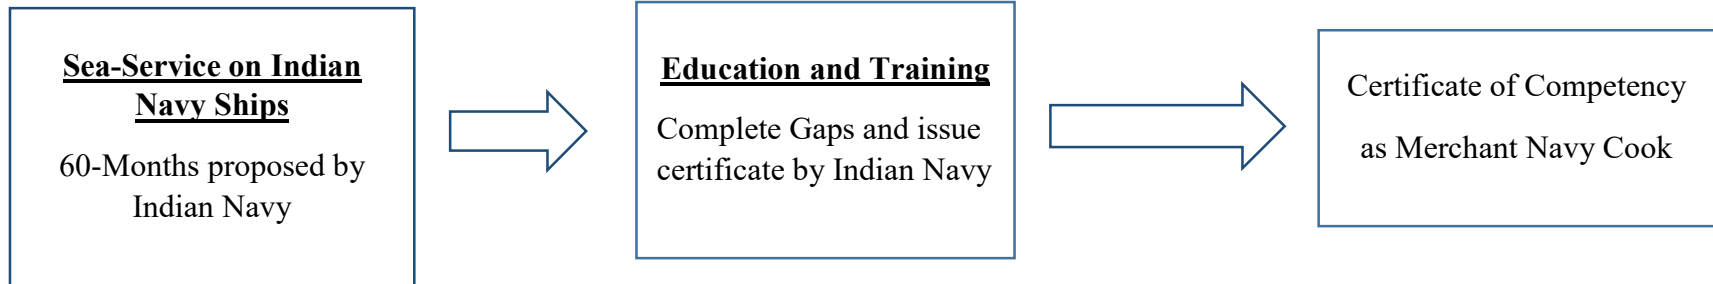 Sea-Service on Indian
Navy Ships
60-Months proposed by
Indian Navy
Education and Training
Complete Gaps and issue
certificate by Indian Navy
Certificate of Competency
as Merchant Navy Cook